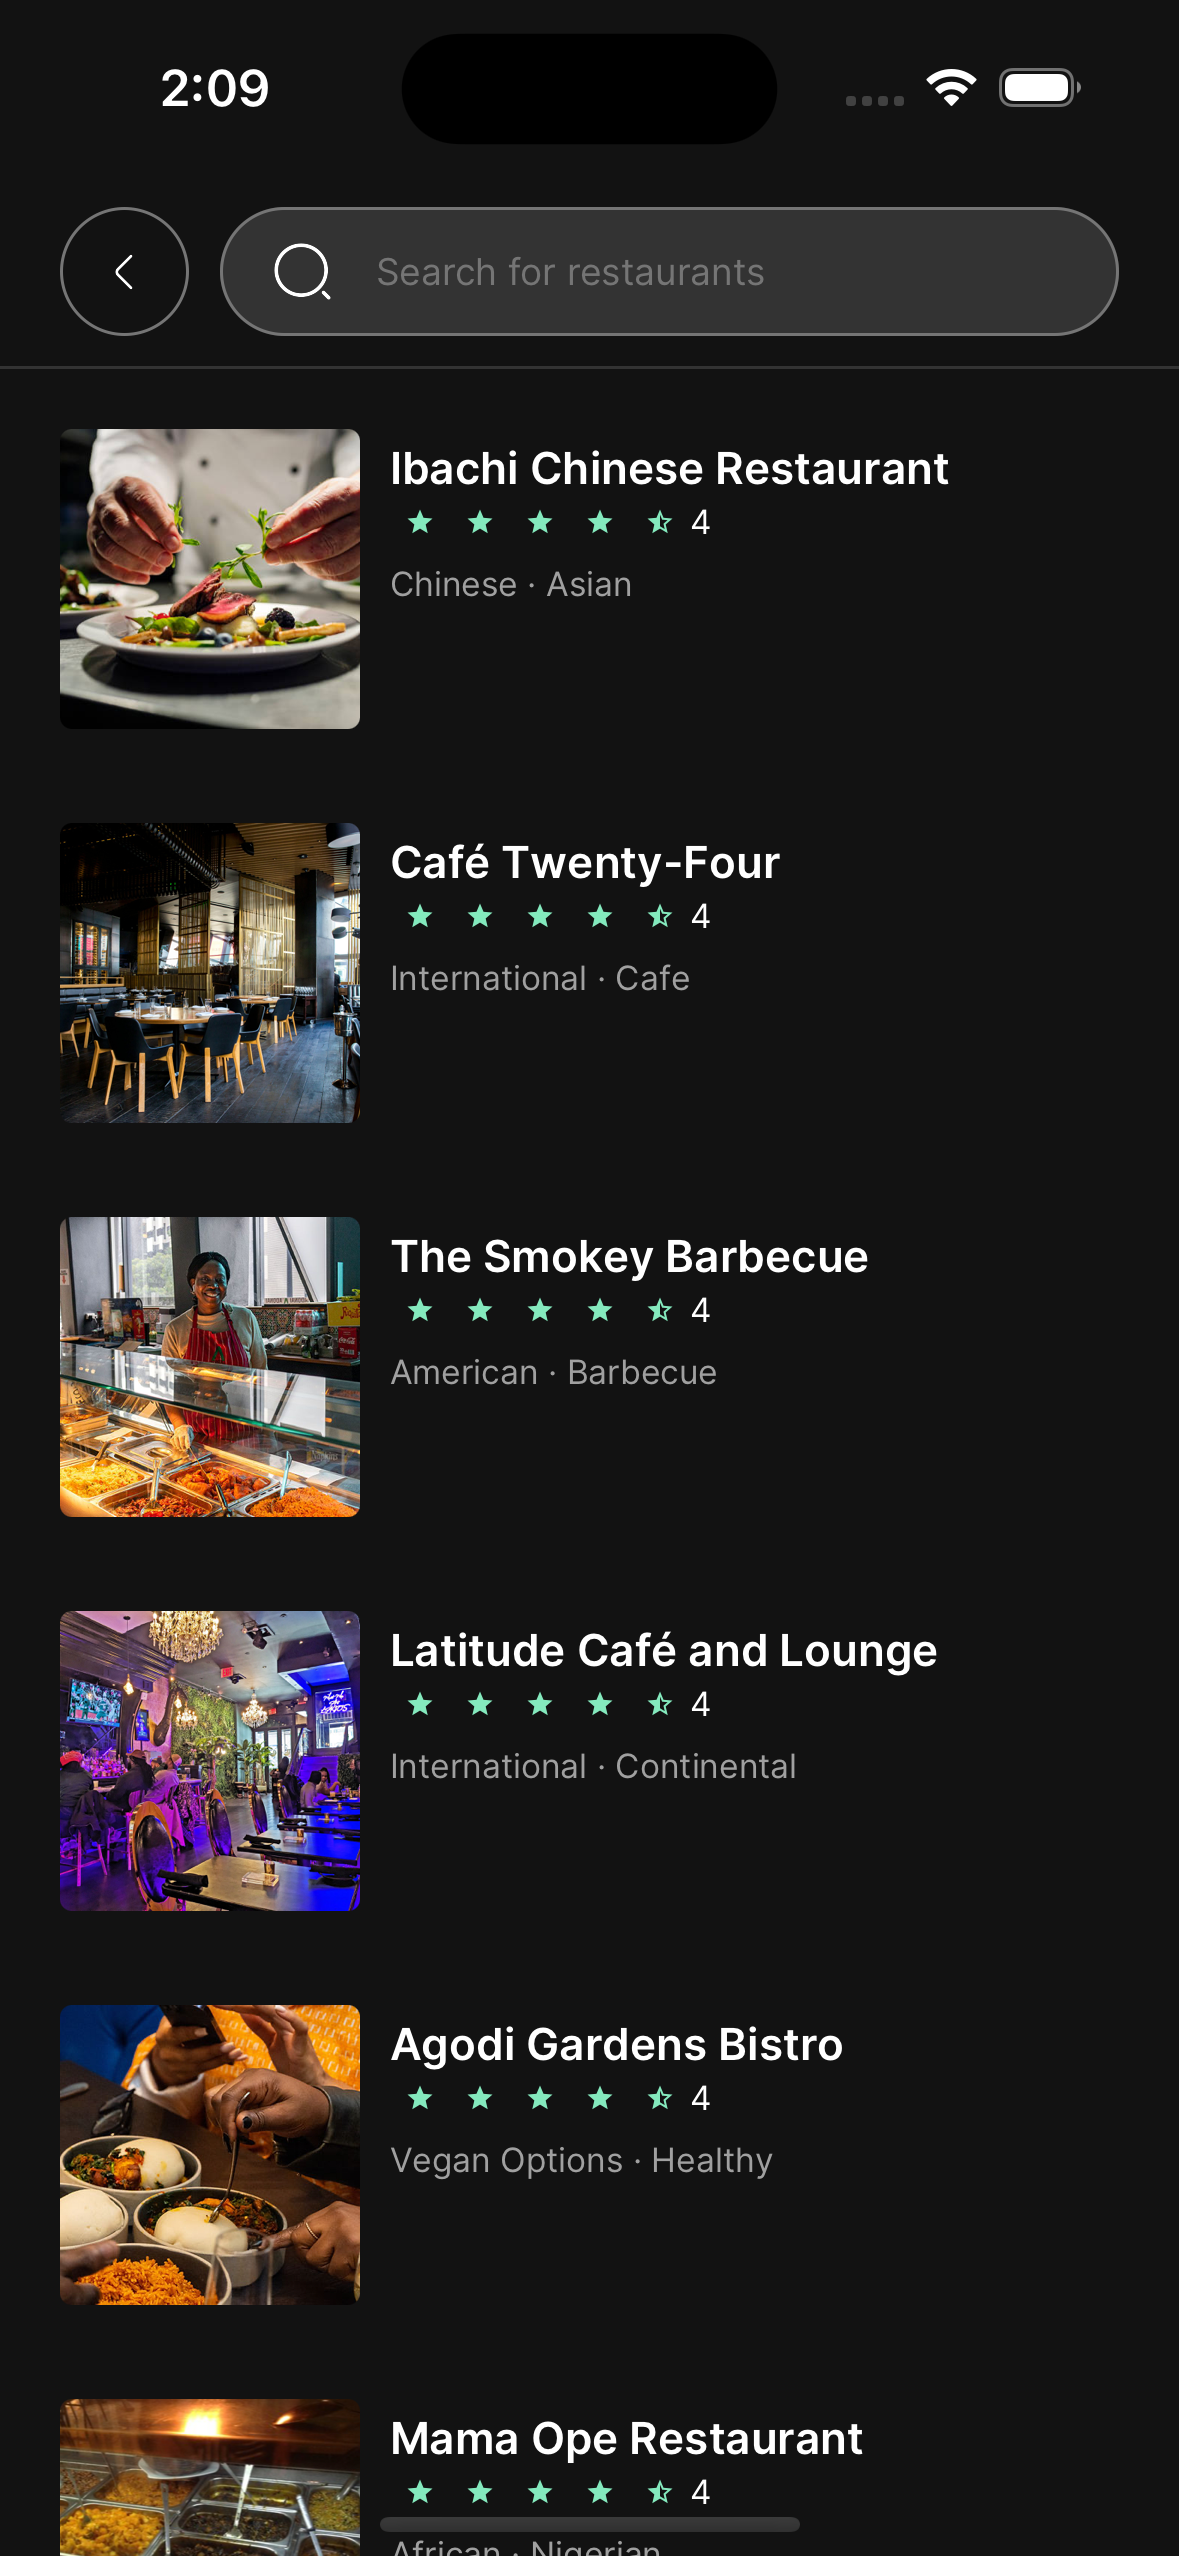 2:09
Search for restaurants
Ibachi Chinese Restaurant
4
Chinese · Asian
Café Twenty-Four
4
International · Cafe
The Smokey Barbecue
4
American · Barbecue
Latitude Café and Lounge
4
International · Continental
Agodi Gardens Bistro
4
Vegan Options · Healthy
Mama Ope Restaurant
4
African · Nigerian